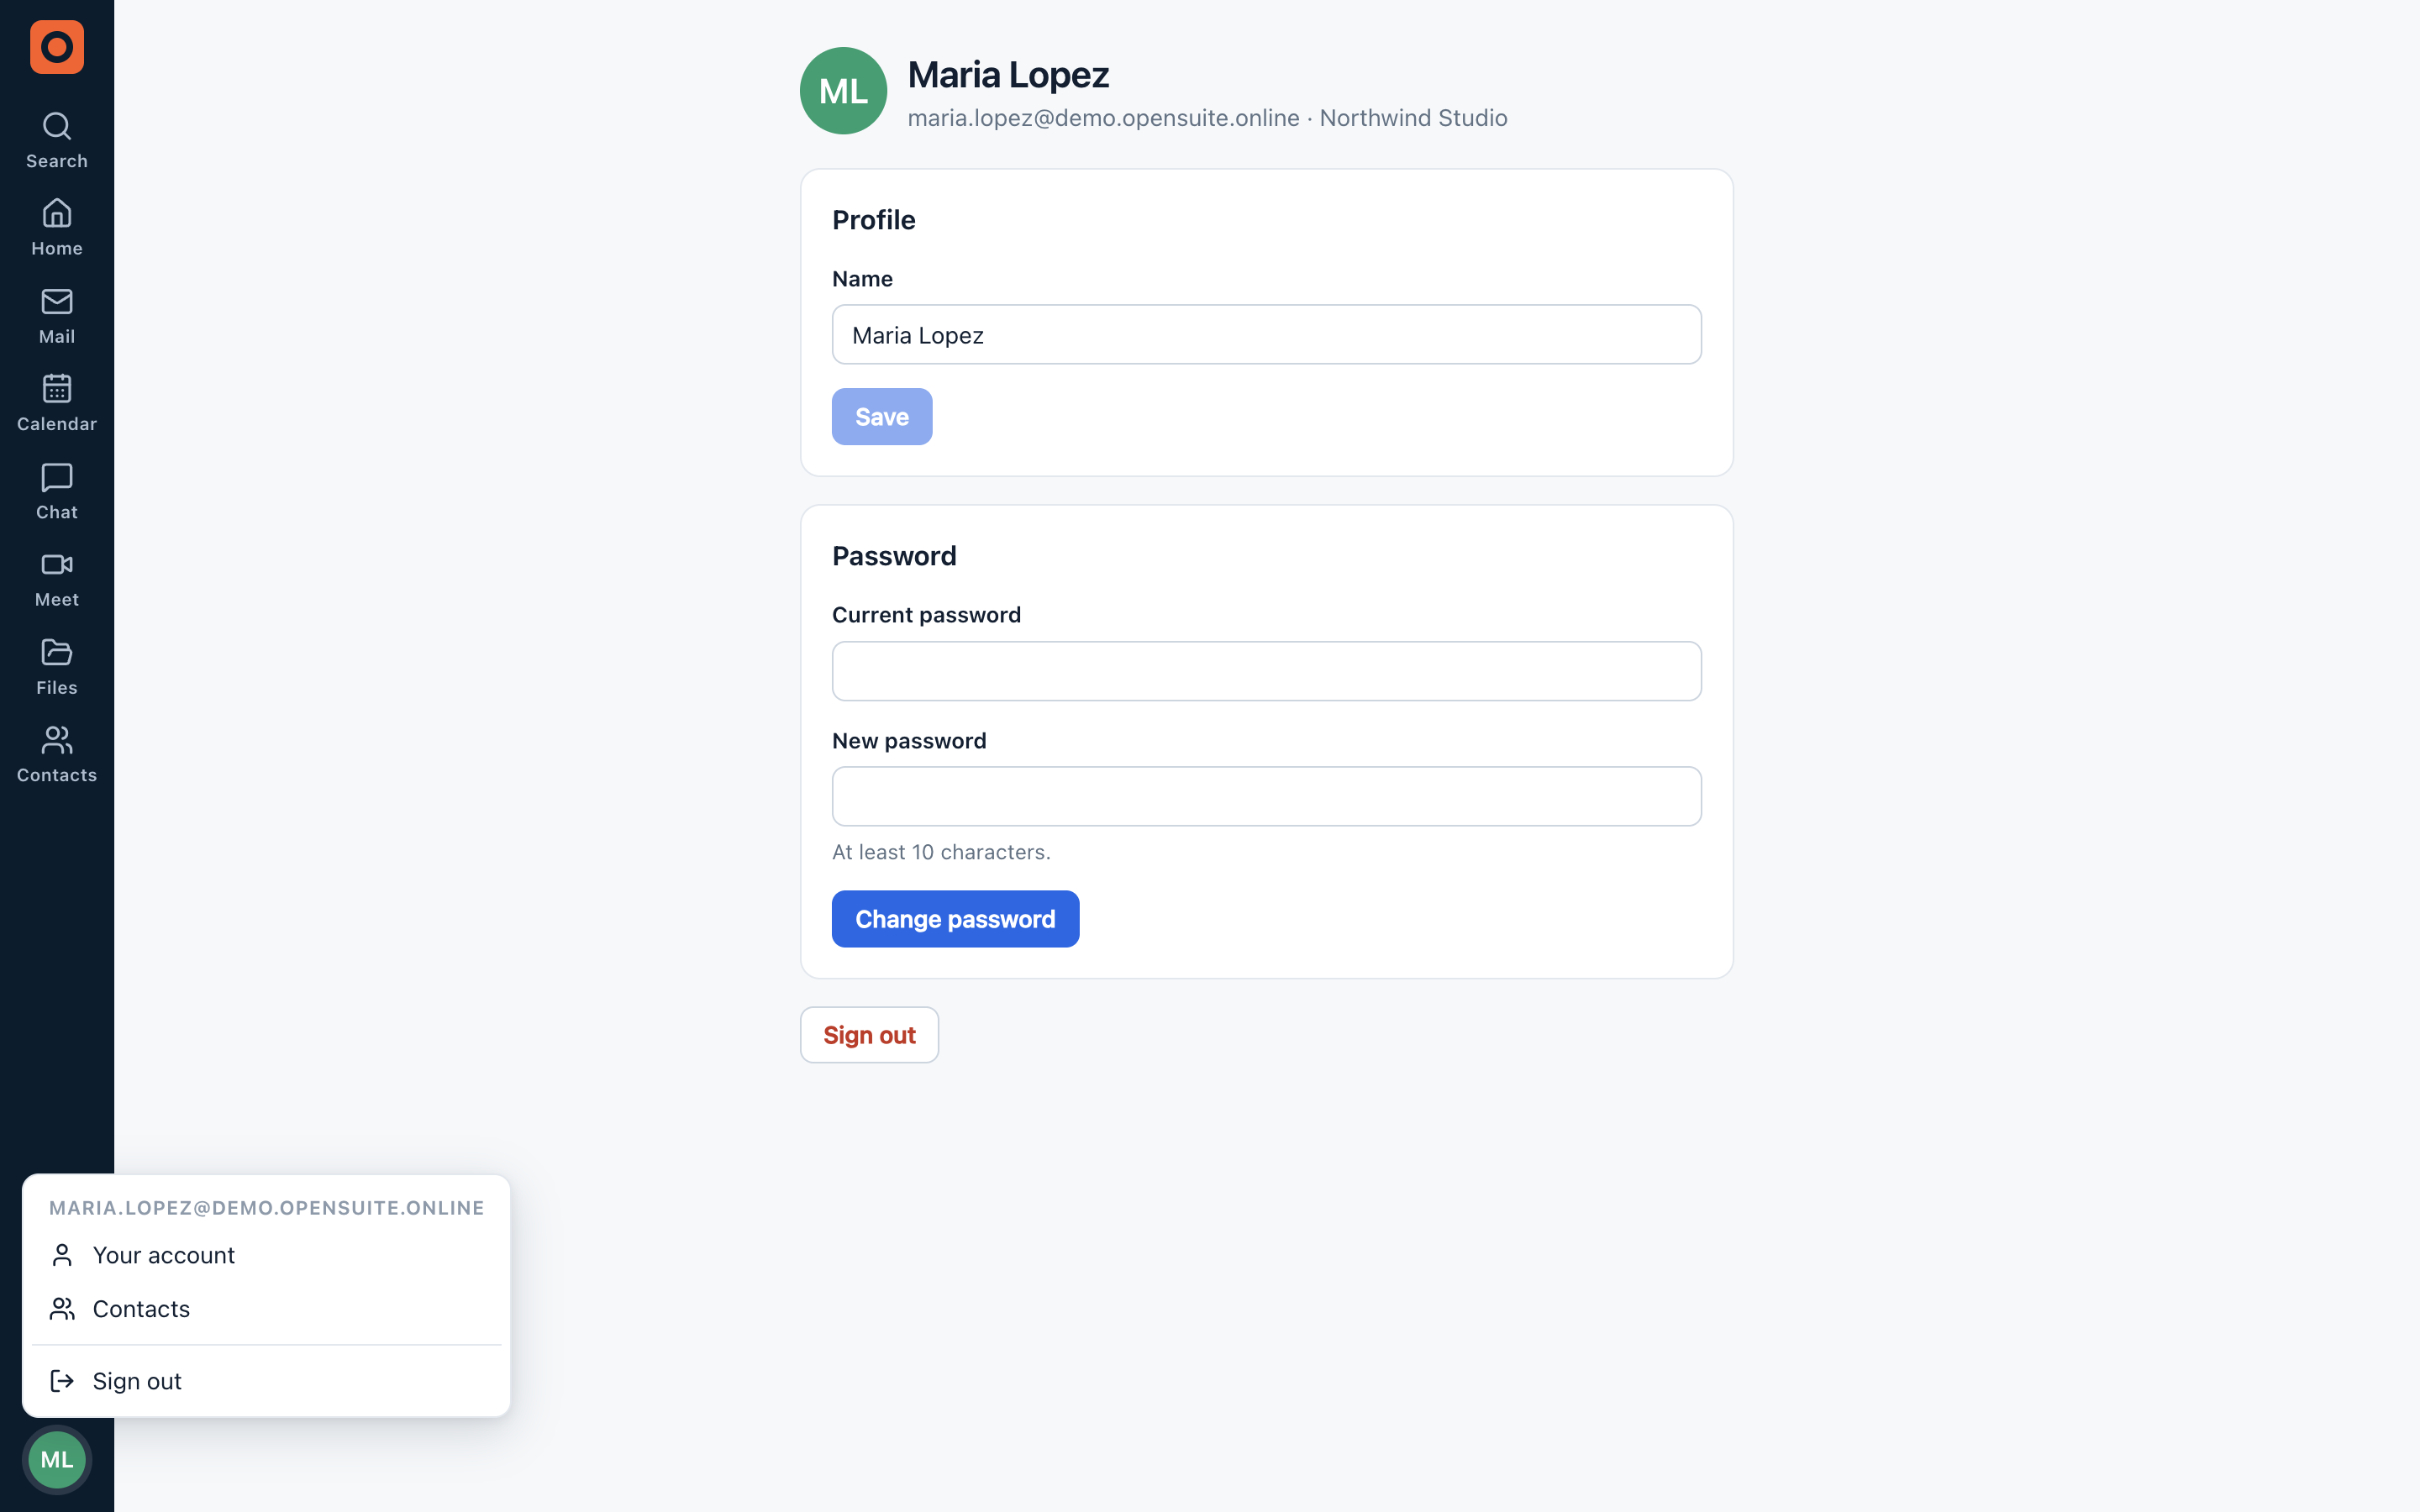 Search
Home
Mail
Calendar
Chat
Meet
Files
Contacts
ML
Maria Lopez
maria.lopez@demo.opensuite.online · Northwind Studio
Profile
Name
Maria Lopez
Save
Password
Current password
New password
At least 10 characters.
Change password
Sign out
MARIA.LOPEZ@DEMO.OPENSUITE.ONLINE
Your account
Contacts
Sign out
ML